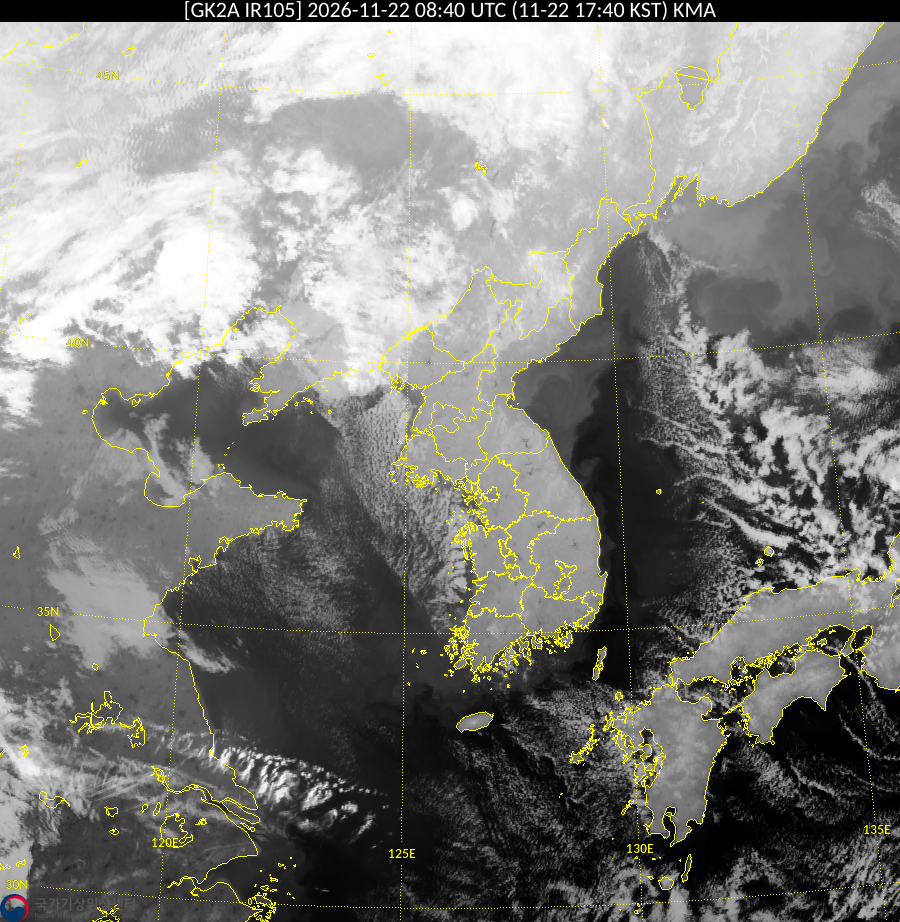 [GK2A IR105] 2026-11-22 08:40 UTC (11-22 17:40 KST) KMA
45N
40N
35N
120E
125E
130E
135E
30N